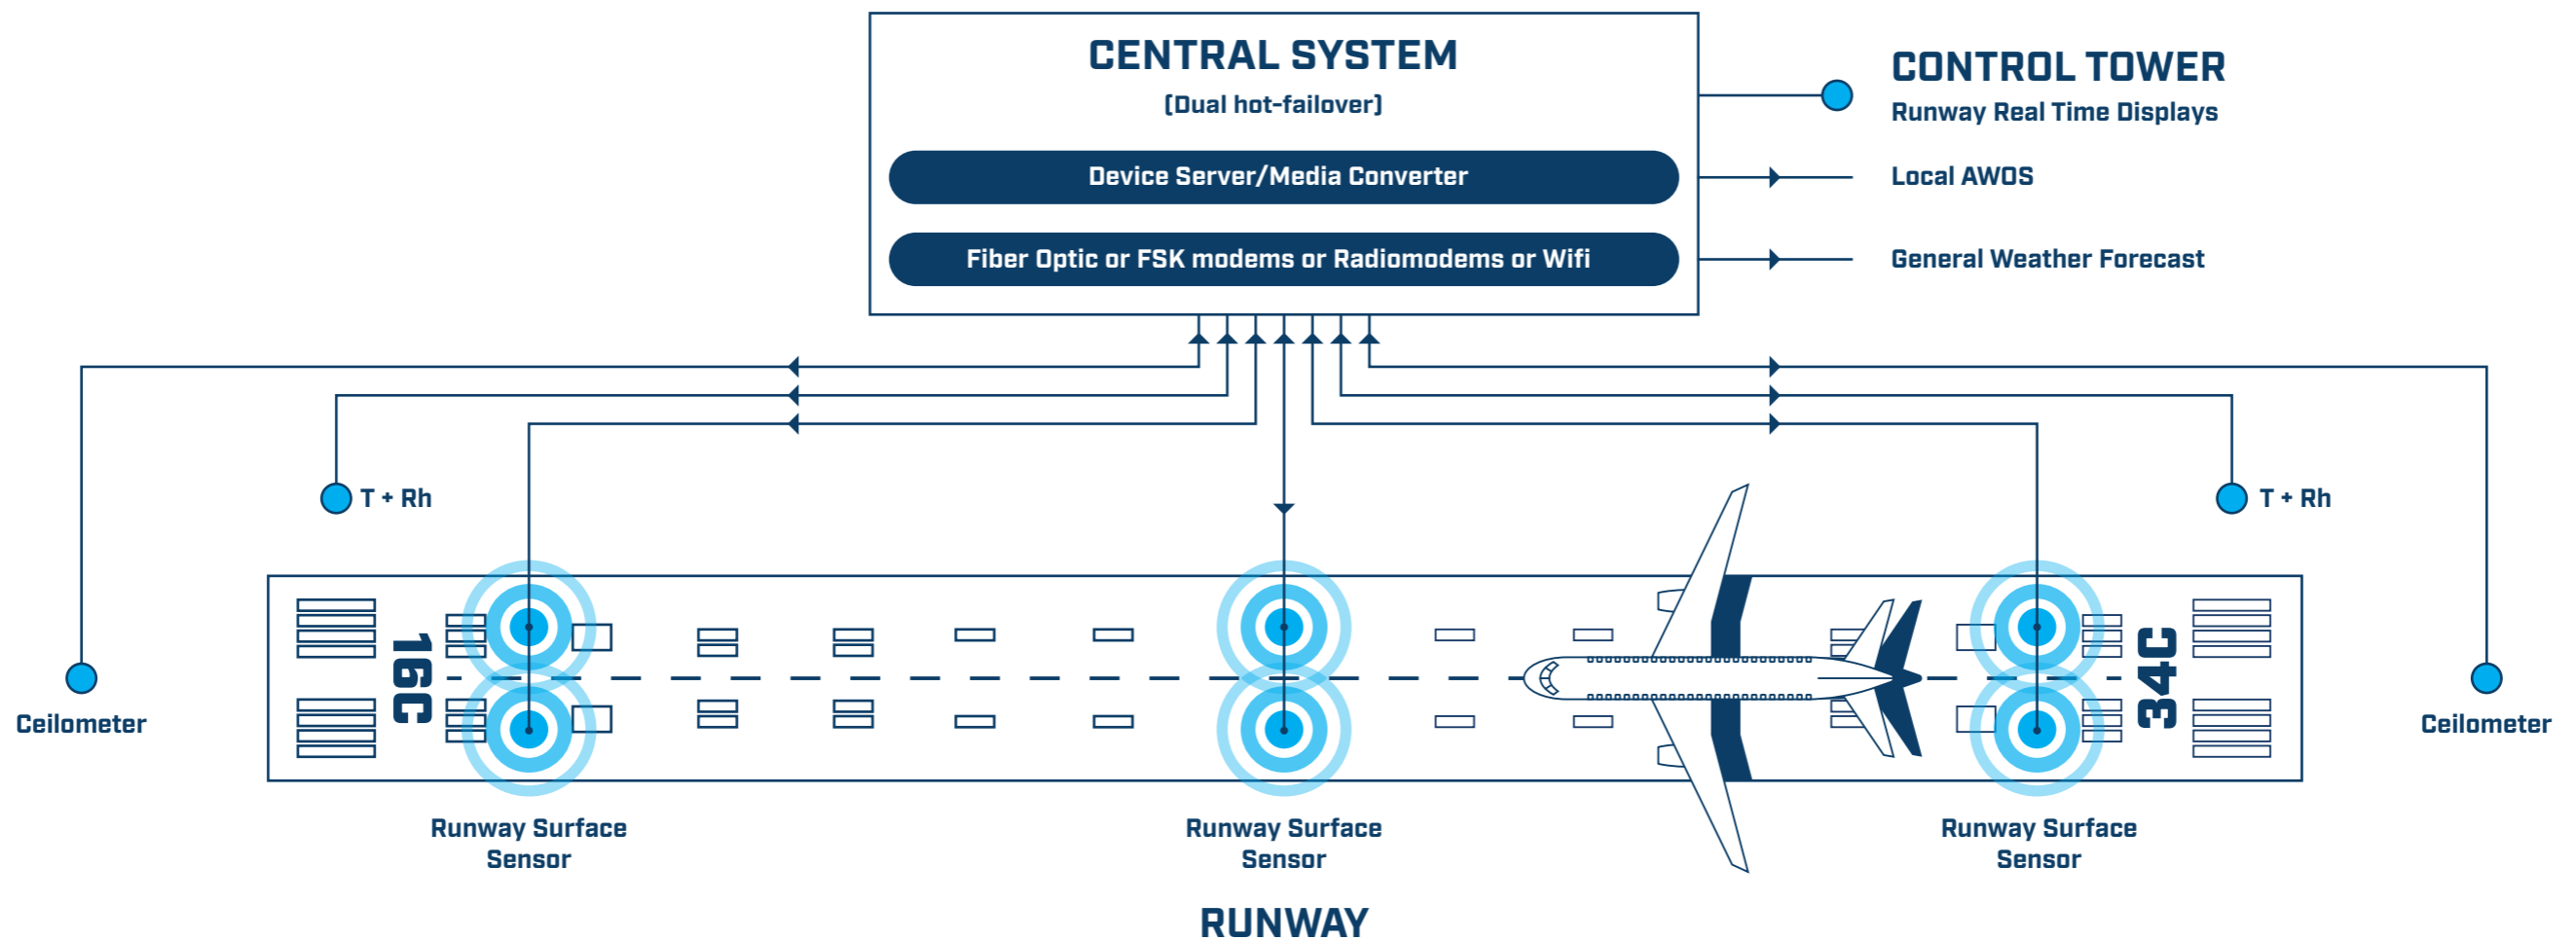 CENTRAL SYSTEM
(Dual hot-failover)
Device Server/Media Converter
Fiber Optic or FSK modems or Radiomodems or Wifi
CONTROL TOWER
Runway Real Time Displays
Local AWOS
General Weather Forecast
T + Rh
T + Rh
16C
34C
Ceilometer
Ceilometer
Runway Surface
Sensor
Runway Surface
Sensor
Runway Surface
Sensor
RUNWAY